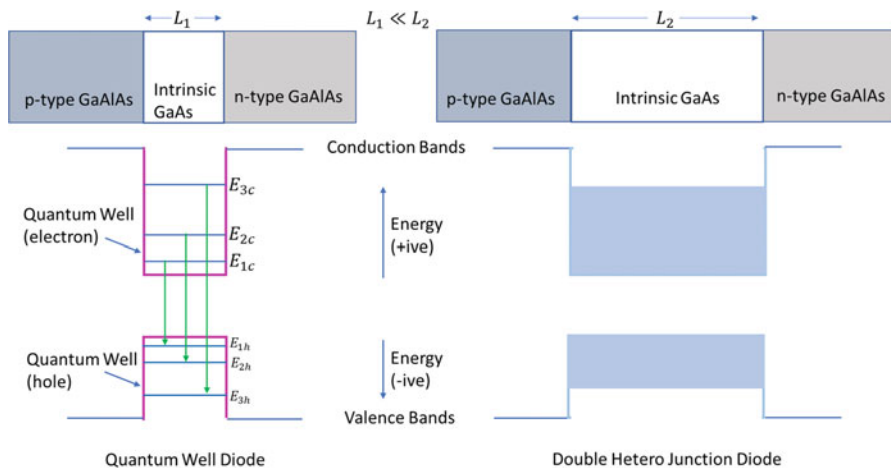 L₁
L₁ ≪ L₂
L₂
p-type GaAlAs
Intrinsic
GaAs
n-type GaAlAs
p-type GaAlAs
Intrinsic GaAs
n-type GaAlAs
Conduction Bands
E₃c
Quantum Well
(electron)
E₂c
E₁c
Energy
(+ive)
Quantum Well
(hole)
E₁h
E₂h
E₃h
Energy
(-ive)
Valence Bands
Quantum Well Diode
Double Hetero Junction Diode